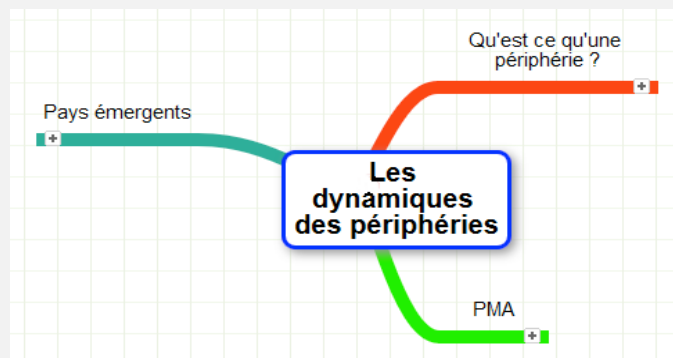 Qu'est ce qu'une
périphérie ?
Pays émergents
Les
dynamiques
des périphéries
PMA